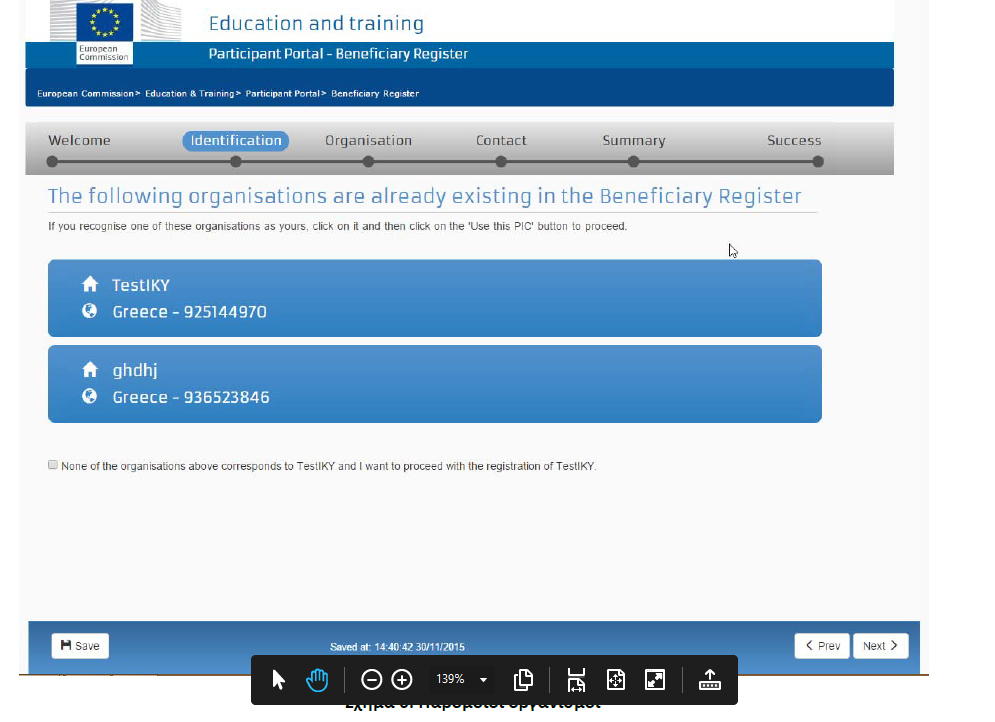 Education and training
European
Commission
Participant Portal - Beneficiary Register
European Commission> Education & Training> Participant Portal> Beneficiary Register
Welcome Identification Organisation Contact Summary Success
The following organisations are already existing in the Beneficiary Register
If you recognise one of these organisations as yours, click on it and then click on the 'Use this PIC' button to proceed.
TestIKY
Greece - 925144970
ghdhj
Greece - 936523846
None of the organisations above corresponds to TestIKY and I want to proceed with the registration of TestIKY.
Save Saved at: 14:40:42 30/11/2015 Prev Next
139%